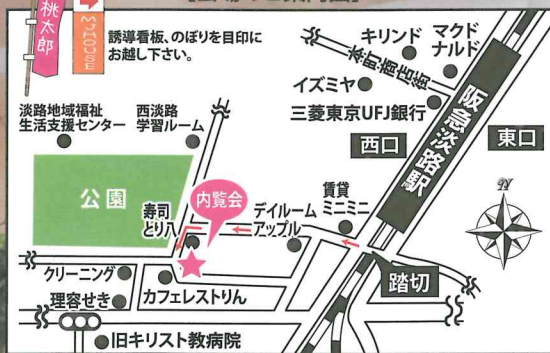 桃太郎
MJHOUSE
誘導看板、のぼりを目印に
お越し下さい。
キリンド
マクド
ナルド
本町商店街
イズミヤ
三菱東京UFJ銀行
阪急淡路駅
西口
東口
淡路地域福祉
生活支援センター
西淡路
学習ルーム
公園
寿司
とり八
内覧会
デイルーム
アップル
賃貸
ミニミニ
N
踏切
クリーニング
理容せき
カフェレストりん
旧キリスト教病院